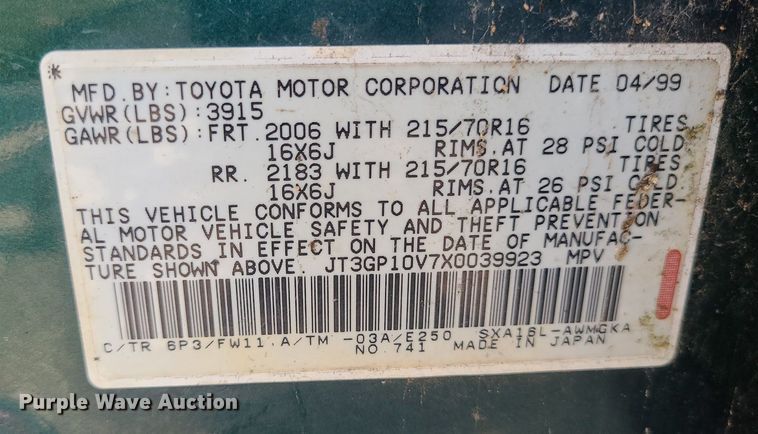 *
MFD. BY: TOYOTA MOTOR CORPORATION DATE 04/99
GVWR(LBS):3915
GAWR(LBS):FRT. 2006 WITH 215/70R16 TIRES
16X6J RIMS, AT 28 PSI COLD
RR. 2183 WITH 215/70R16 TIRES
16X6J RIMS, AT 26 PSI COLD.
THIS VEHICLE CONFORMS TO ALL APPLICABLE FEDER-
AL MOTOR VEHICLE SAFETY AND THEFT PREVENTION
STANDARDS IN EFFECT ON THE DATE OF MANUFAC-
TURE SHOWN ABOVE. JT3GP10V7X0039923 MPV
C/TR 6P3/FW11 A/TM -03A/E250 SXA16L-AWMGKA
NO.741 MADE IN JAPAN
Purple Wave Auction